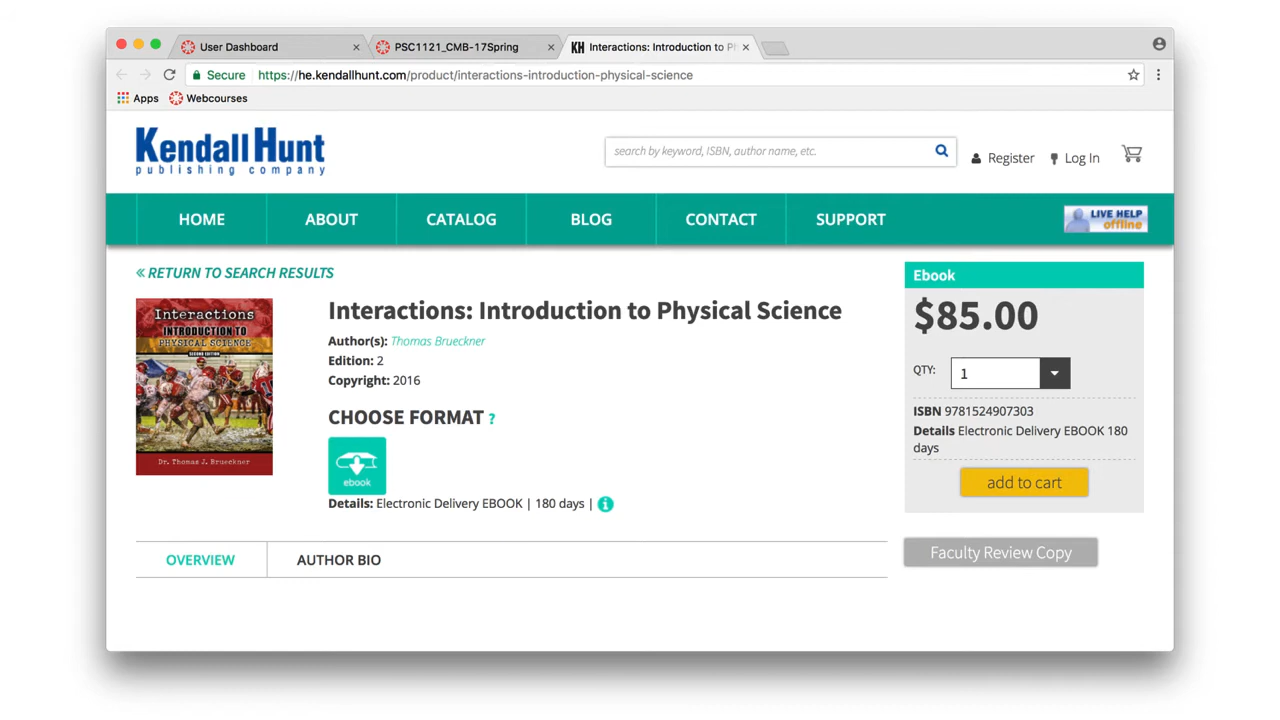 User Dashboard
PSC1121_CMB-17Spring
KH Interactions: Introduction to Ph
Secure https://he.kendallhunt.com/product/interactions-introduction-physical-science
Apps Webcourses
KendallHunt
publishing company
search by keyword, ISBN, author name, etc.
Register Log In
HOME ABOUT CATALOG BLOG CONTACT SUPPORT
LIVE HELP
offline
« RETURN TO SEARCH RESULTS
Interactions
INTRODUCTION TO
PHYSICAL SCIENCE
SECOND EDITION
Dr. Thomas J. Brueckner
Interactions: Introduction to Physical Science
Author(s): Thomas Brueckner
Edition: 2
Copyright: 2016
CHOOSE FORMAT ?
ebook
Details: Electronic Delivery EBOOK | 180 days |
OVERVIEW AUTHOR BIO
Ebook
$85.00
QTY: 1
ISBN 9781524907303
Details Electronic Delivery EBOOK 180
days
add to cart
Faculty Review Copy